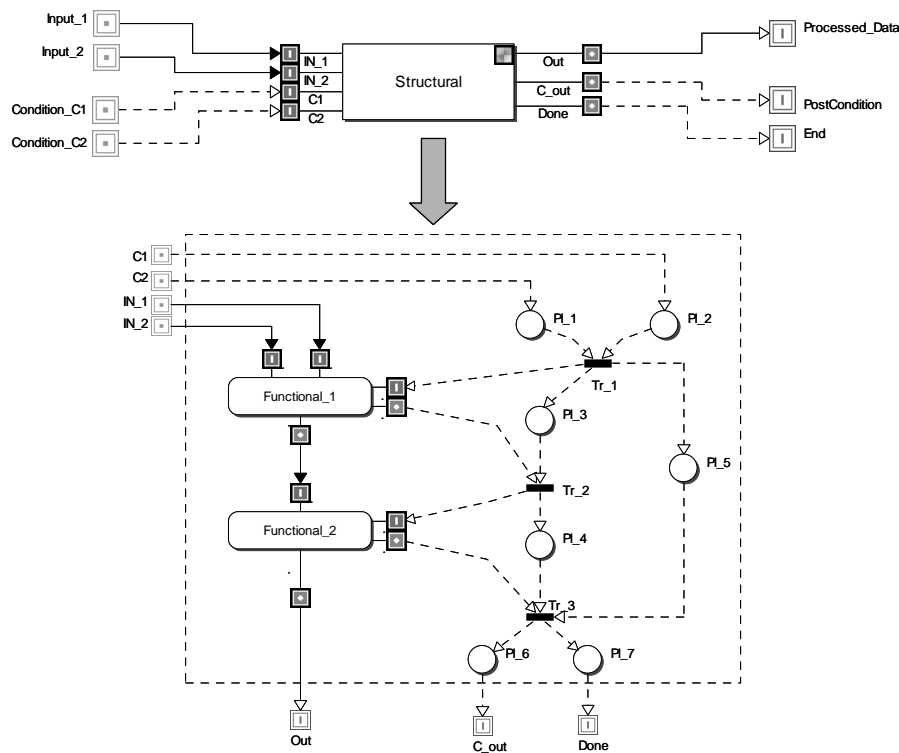 Input_1
Input_2
Condition_C1
Condition_C2
IN_1
IN_2
C1
C2
Structural
Out
C_out
Done
Processed_Data
PostCondition
End
C1
C2
IN_1
IN_2
Pl_1
Pl_2
Tr_1
Functional_1
Pl_3
Pl_5
Tr_2
Functional_2
Pl_4
Tr_3
Pl_6
Pl_7
Out
C_out
Done